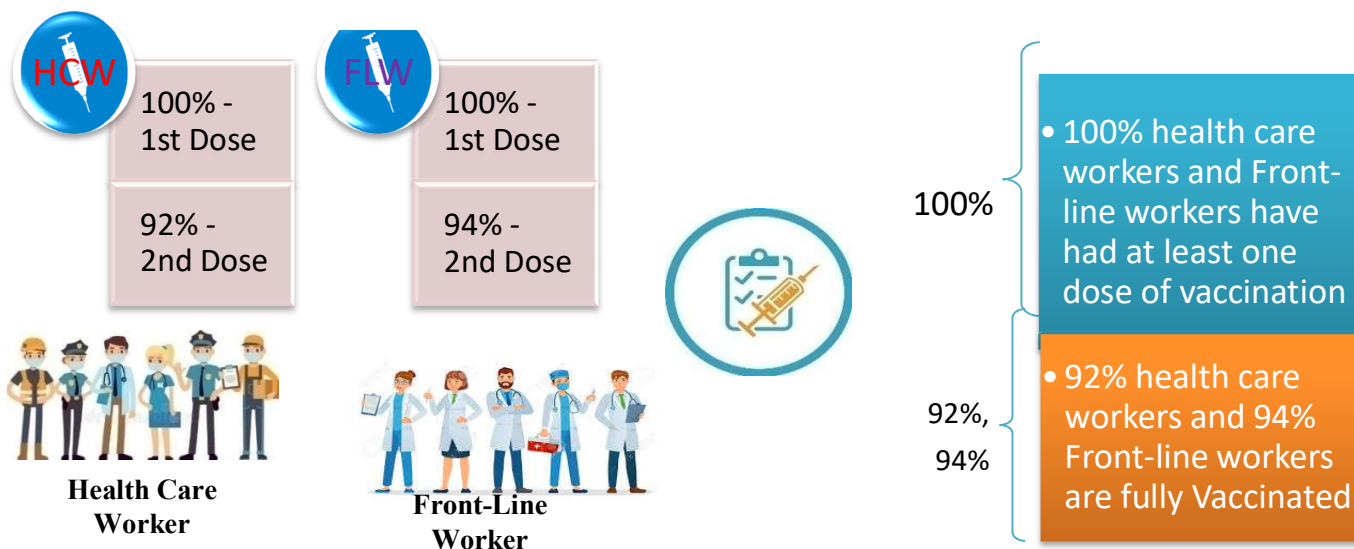 HCW
100% -
1st Dose
92% -
2nd Dose
Health Care
Worker
FLW
100% -
1st Dose
94% -
2nd Dose
Front-Line
Worker
100%
• 100% health care
workers and Front-
line workers have
had at least one
dose of vaccination
92%,
94%
• 92% health care
workers and 94%
Front-line workers
are fully Vaccinated